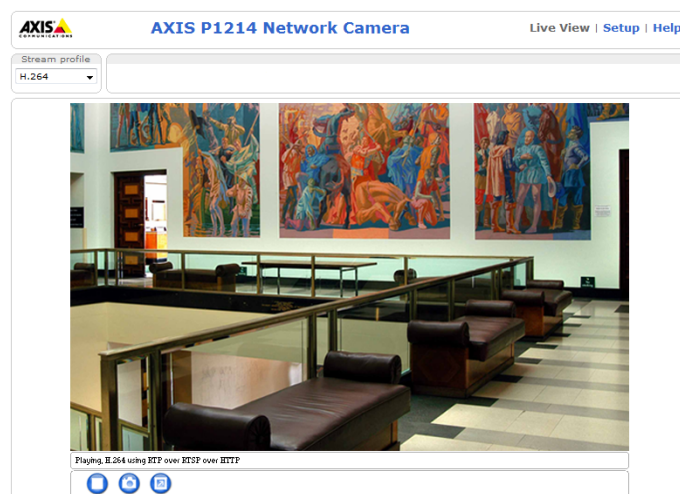 AXIS
COMMUNICATIONS
AXIS P1214 Network Camera
Live View | Setup | Help
Stream profile
H.264
Playing, H.264 using RTP over RTSP over HTTP